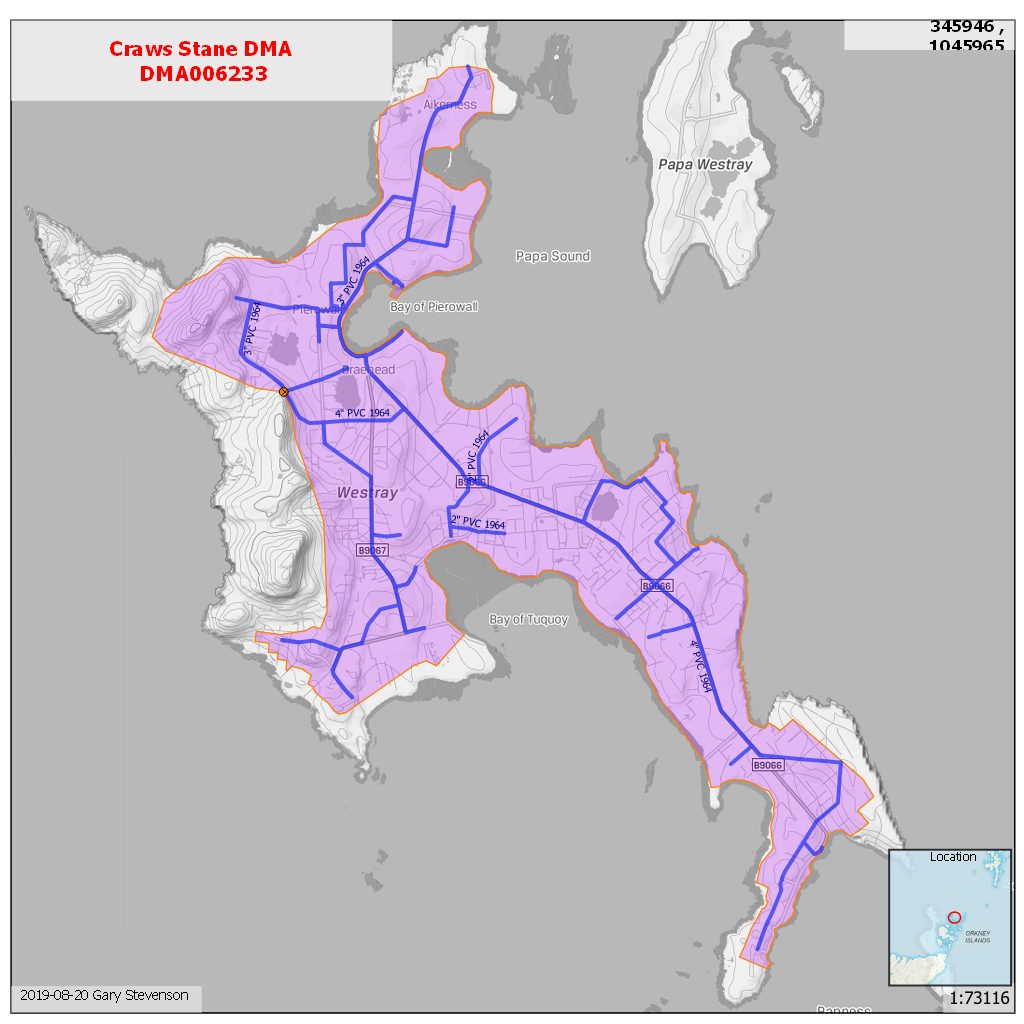 Craws Stane DMA
DMA006233
345946 ,
1045965
Aikerness
Papa Westray
Papa Sound
3" PVC 1964
Bay of Pierowall
Pierowall
3" PVC 1964
Braehead
4" PVC 1964
2" PVC 1964
B9066
Westray
2" PVC 1964
B9067
B9066
Bay of Tuquoy
4" PVC 1964
B9066
Location
ORKNEY
ISLANDS
2019-08-20 Gary Stevenson
1:73116
Ranness